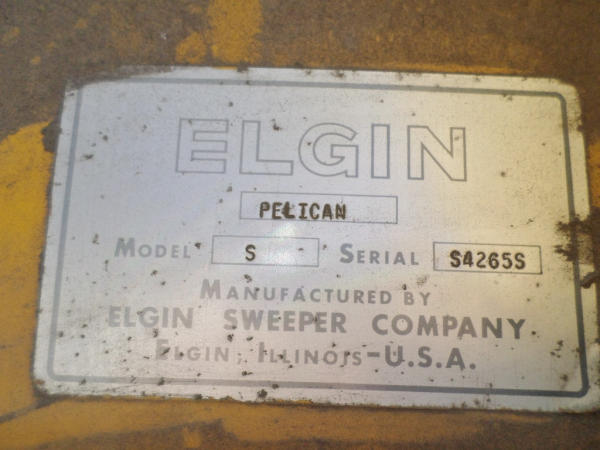 ELGIN
PELICAN
MODEL S SERIAL S4265S
MANUFACTURED BY
ELGIN SWEEPER COMPANY
ELGIN, ILLINOIS-U.S.A.